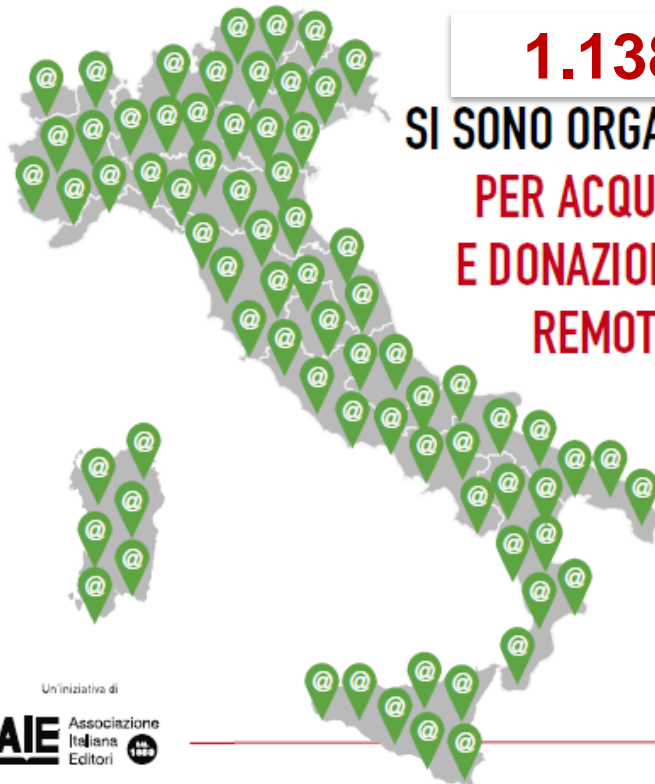 1.138
SI SONO ORGA
PER ACQU
E DONAZIO
REMOT
Un'iniziativa di
AIE
Associazione
Italiana
Editori